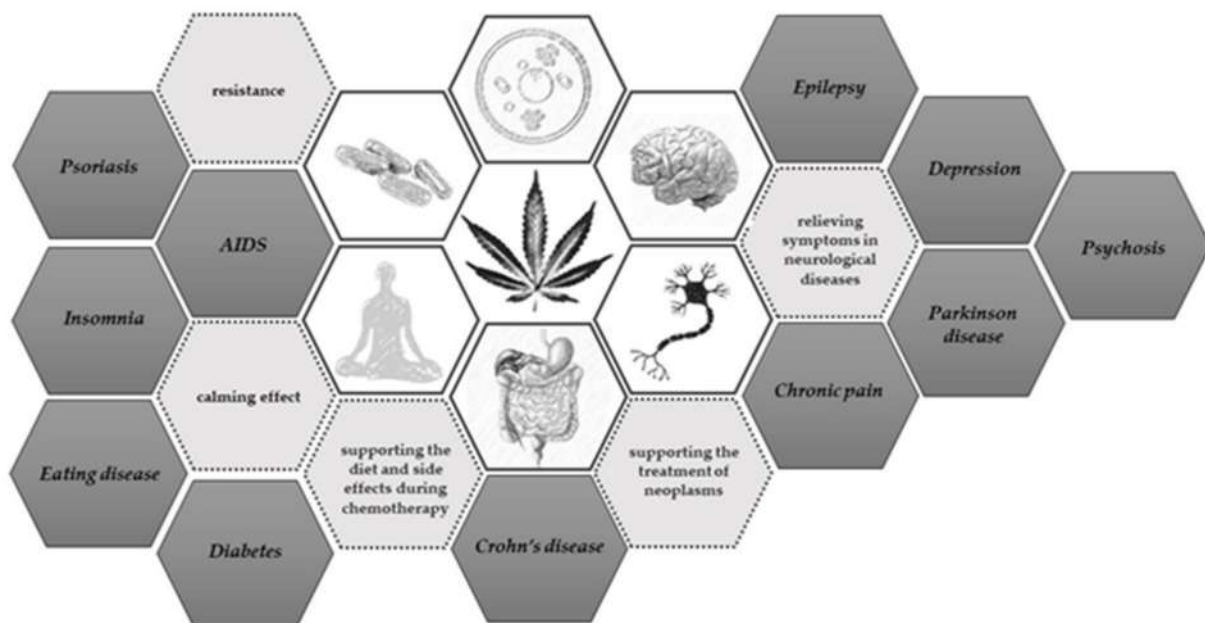 resistance
Epilepsy
Psoriasis
Depression
AIDS
relieving
symptoms in
neurological
diseases
Psychosis
Insomnia
Parkinson
disease
calming effect
Chronic pain
Eating disease
supporting the
diet and side
effects during
chemotherapy
supporting the
treatment of
neoplasms
Diabetes
Crohn's disease